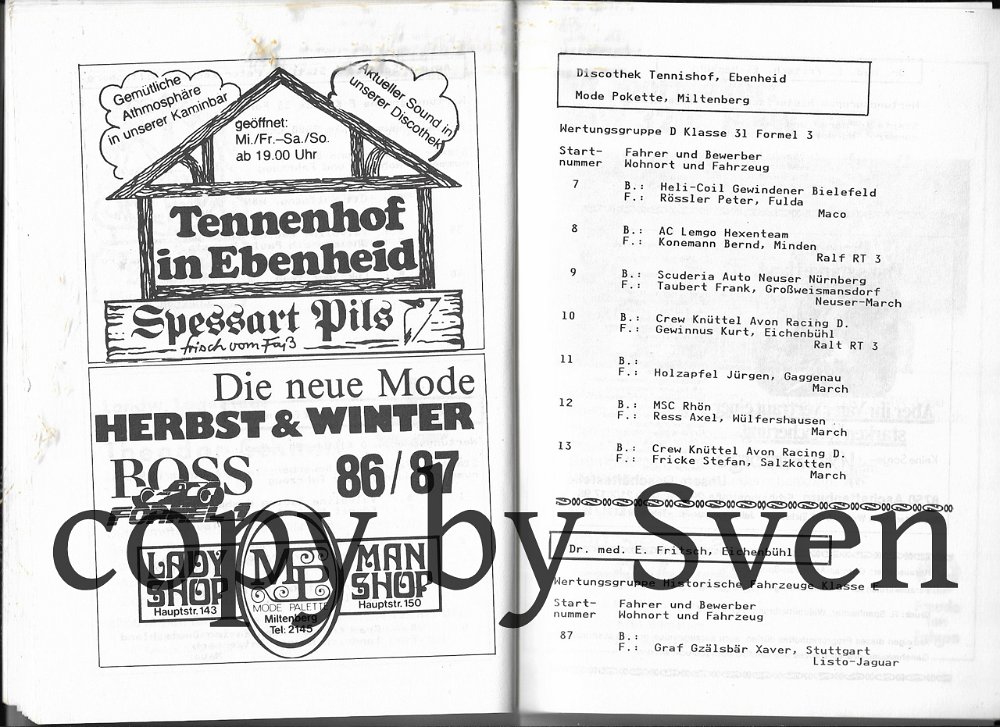 Gemütliche
Athmosphäre
in unserer Kaminbar
Aktueller Sound in
unserer Discothek
geöffnet:
Mi./Fr.-Sa./So.
ab 19.00 Uhr
Tennenhof
in Ebenheid
Spessart Pils
frisch vom Faß
Die neue Mode
HERBST & WINTER
BOSS 86/87
FORMEL 1
LADY
SHOP
Hauptstr. 143
MB
MODE PALETTE
Miltenberg
Tel: 2145
MAN
SHOP
Hauptstr. 150
Discothek Tennishof, Ebenheid
Mode Pokette, Miltenberg
Wertungsgruppe D Klasse 31 Formel 3
Start- Fahrer und Bewerber
nummer Wohnort und Fahrzeug
7 B.: Heli-Coil Gewindener Bielefeld
F.: Rössler Peter, Fulda
Maco
8 B.: AC Lemgo Hexenteam
F.: Konemann Bernd, Minden
Ralf RT 3
9 B.: Scuderia Auto Neuser Nürnberg
F.: Taubert Frank, Großweismansdorf
Neuser-March
10 B.: Crew Knüttel Avon Racing D.
F.: Gewinnus Kurt, Eichenbühl
Ralt RT 3
11 B.:
F.: Holzapfel Jürgen, Gaggenau
March
12 B.: MSC Rhön
F.: Ress Axel, Wülfershausen
March
13 B.: Crew Knüttel Avon Racing D.
F.: Fricke Stefan, Salzkotten
March
copy by Sven
Dr. med. E. Fritsch, Eichenbühl
Wertungsgruppe Historische Fahrzeuge Klasse E
Start- Fahrer und Bewerber
nummer Wohnort und Fahrzeug
87 B.:
F.: Graf Gzälsbär Xaver, Stuttgart
Listo-Jaguar